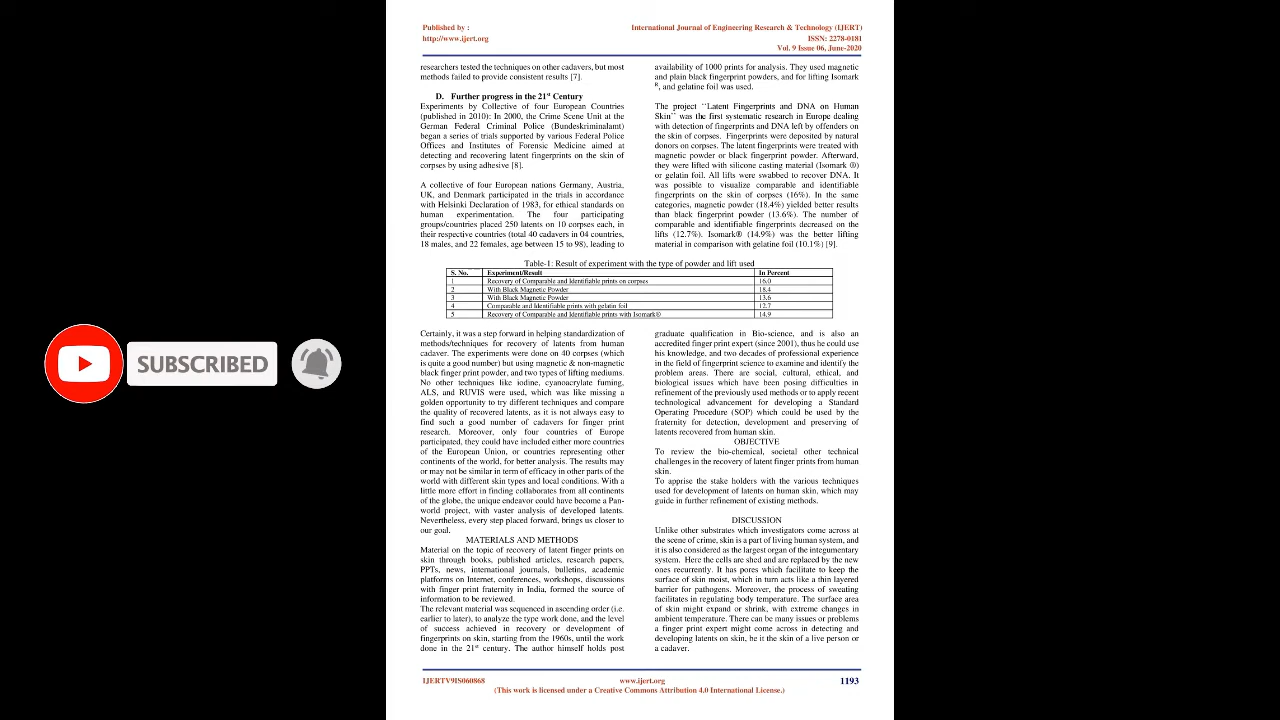 Published by :
http://www.ijert.org
International Journal of Engineering Research & Technology (IJERT)
ISSN: 2278-0181
Vol. 9 Issue 06, June-2020
researchers tested the techniques on other cadavers, but most
methods failed to provide consistent results [7].
D. Further progress in the 21st Century
Experiments by Collective of four European Countries
(published in 2010): In 2000, the Crime Scene Unit at the
German Federal Criminal Police (Bundeskriminalamt)
began a series of trials supported by various Federal Police
Offices and Institutes of Forensic Medicine aimed at
detecting and recovering latent fingerprints on the skin of
corpses by using adhesive [8].
A collective of four European nations Germany, Austria,
UK, and Denmark participated in the trials in accordance
with Helsinki Declaration of 1983, for ethical standards on
human experimentation. The four participating
groups/countries placed 250 latents on 10 corpses each, in
their respective countries (total 40 cadavers in 04 countries,
18 males, and 22 females, age between 15 to 98), leading to
availability of 1000 prints for analysis. They used magnetic
and plain black fingerprint powders, and for lifting Isomark
R, and gelatine foil was used.
The project ‘‘Latent Fingerprints and DNA on Human
Skin’’ was the first systematic research in Europe dealing
with detection of fingerprints and DNA left by offenders on
the skin of corpses. Fingerprints were deposited by natural
donors on corpses. The latent fingerprints were treated with
magnetic powder or black fingerprint powder. Afterward,
they were lifted with silicone casting material (Isomark ®)
or gelatin foil. All lifts were swabbed to recover DNA. It
was possible to visualize comparable and identifiable
fingerprints on the skin of corpses (16%). In the same
categories, magnetic powder (18.4%) yielded better results
than black fingerprint powder (13.6%). The number of
comparable and identifiable fingerprints decreased on the
lifts (12.7%). Isomark® (14.9%) was the better lifting
material in comparison with gelatine foil (10.1%) [9].
Table-1: Result of experiment with the type of powder and lift used
S. No. Experiment/Result In Percent
1 Recovery of Comparable and Identifiable prints on corpses 16.0
2 With Black Magnetic Powder 18.4
3 With Black Magnetic Powder 13.6
4 Comparable and Identifiable prints with gelatin foil 12.7
5 Recovery of Comparable and Identifiable prints with Isomark® 14.9
Certainly, it was a step forward in helping standardization of
methods/techniques for recovery of latents from human
cadaver. The experiments were done on 40 corpses (which
is quite a good number) but using magnetic & non-magnetic
black finger print powder, and two types of lifting mediums.
No other techniques like iodine, cyanoacrylate fuming,
ALS, and RUVIS were used, which was like missing a
golden opportunity to try different techniques and compare
the quality of recovered latents, as it is not always easy to
find such a good number of cadavers for finger print
research. Moreover, only four countries of Europe
participated, they could have included either more countries
of the European Union, or countries representing other
continents of the world, for better analysis. The results may
or may not be similar in term of efficacy in other parts of the
world with different skin types and local conditions. With a
little more effort in finding collaborates from all continents
of the globe, the unique endeavor could have become a Pan-
world project, with vaster analysis of developed latents.
Nevertheless, every step placed forward, brings us closer to
our goal.
MATERIALS AND METHODS
Material on the topic of recovery of latent finger prints on
skin through books, published articles, research papers,
PPTs, news, international journals, bulletins, academic
platforms on Internet, conferences, workshops, discussions
with finger print fraternity in India, formed the source of
information to be reviewed.
The relevant material was sequenced in ascending order (i.e.
earlier to later), to analyze the type work done, and the level
of success achieved in recovery or development of
fingerprints on skin, starting from the 1960s, until the work
done in the 21st century. The author himself holds post
graduate qualification in Bio-science, and is also an
accredited finger print expert (since 2001), thus he could use
his knowledge, and two decades of professional experience
in the field of fingerprint science to examine and identify the
problem areas. There are social, cultural, ethical, and
biological issues which have been posing difficulties in
refinement of the previously used methods or to apply recent
technological advancement for developing a Standard
Operating Procedure (SOP) which could be used by the
fraternity for detection, development and preserving of
latents recovered from human skin.
OBJECTIVE
To review the bio-chemical, societal other technical
challenges in the recovery of latent finger prints from human
skin.
To apprise the stake holders with the various techniques
used for development of latents on human skin, which may
guide in further refinement of existing methods.
DISCUSSION
Unlike other substrates which investigators come across at
the scene of crime, skin is a part of living human system, and
it is also considered as the largest organ of the integumentary
system. Here the cells are shed and are replaced by the new
ones recurrently. It has pores which facilitate to keep the
surface of skin moist, which in turn acts like a thin layered
barrier for pathogens. Moreover, the process of sweating
facilitates in regulating body temperature. The surface area
of skin might expand or shrink, with extreme changes in
ambient temperature. There can be many issues or problems
a finger print expert might come across in detecting and
developing latents on skin, be it the skin of a live person or
a cadaver.
SUBSCRIBED
IJERTV9IS060868
www.ijert.org
1193
(This work is licensed under a Creative Commons Attribution 4.0 International License.)